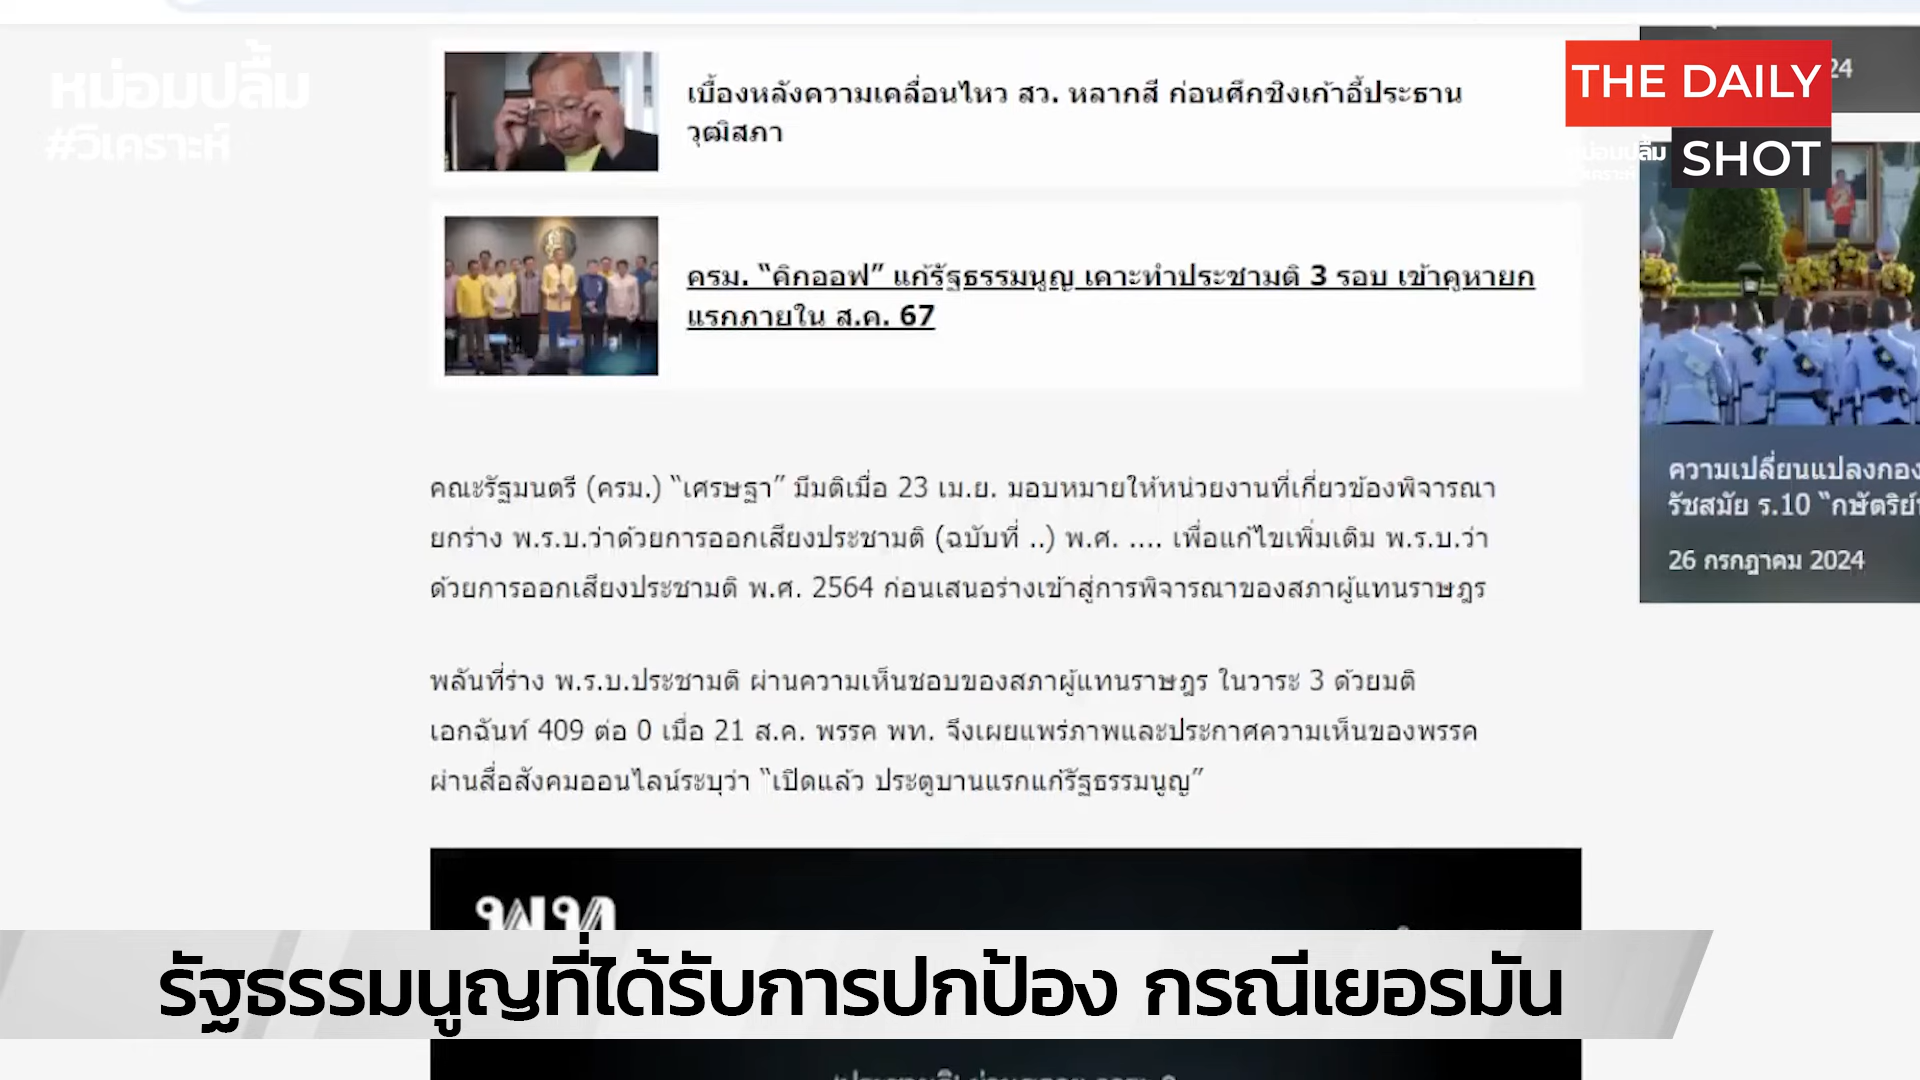 หม่อมปลื้ม
#วิเคราะห์
เบื้องหลังความเคลื่อนไหว สว. หลากสี ก่อนศึกชิงเก้าอี้ประธาน
วุฒิสภา
THE DAILY
SHOT
24
หม่อมปลื้ม
ครม. “คิกออฟ” แก้รัฐธรรมนูญ เคาะทำประชามติ 3 รอบ เข้าคูหายก
แรกภายใน ส.ค. 67
ความเปลี่ยนแปลงกอง
รัชสมัย ร.10 “กษัตริย์
26 กรกฎาคม 2024
คณะรัฐมนตรี (ครม.) “เศรษฐา” มีมติเมื่อ 23 เม.ย. มอบหมายให้หน่วยงานที่เกี่ยวข้องพิจารณา
ยกร่าง พ.ร.บ.ว่าด้วยการออกเสียงประชามติ (ฉบับที่ ..) พ.ศ. .... เพื่อแก้ไขเพิ่มเติม พ.ร.บ.ว่า
ด้วยการออกเสียงประชามติ พ.ศ. 2564 ก่อนเสนอร่างเข้าสู่การพิจารณาของสภาผู้แทนราษฎร
พลันที่ร่าง พ.ร.บ.ประชามติ ผ่านความเห็นชอบของสภาผู้แทนราษฎร ในวาระ 3 ด้วยมติ
เอกฉันท์ 409 ต่อ 0 เมื่อ 21 ส.ค. พรรค พท. จึงเผยแพร่ภาพและประกาศความเห็นของพรรค
ผ่านสื่อสังคมออนไลน์ระบุว่า “เปิดแล้ว ประตูบานแรกแก้รัฐธรรมนูญ”
พท
รัฐธรรมนูญที่ได้รับการปกป้อง กรณีเยอรมัน